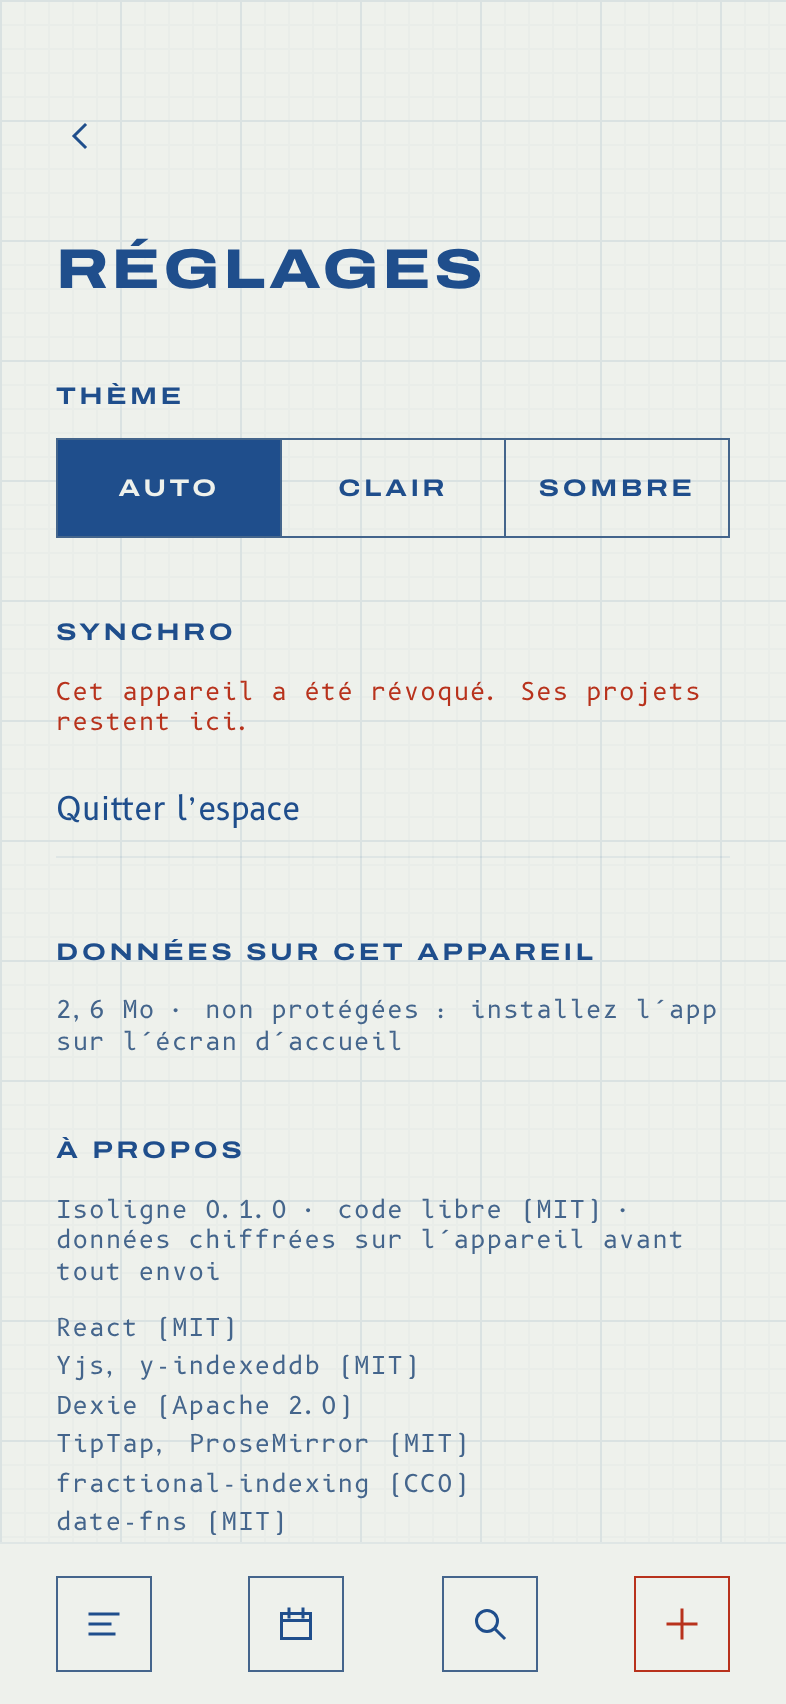 RÉGLAGES
THÈME
AUTO
CLAIR
SOMBRE
SYNCHRO
Cet appareil a été révoqué. Ses projets
restent ici.
Quitter l’espace
DONNÉES SUR CET APPAREIL
2,6 Mo · non protégées : installez l´app
sur l´écran d´accueil
À PROPOS
Isoligne 0.1.0 · code libre (MIT) ·
données chiffrées sur l´appareil avant
tout envoi
React (MIT)
Yjs, y-indexeddb (MIT)
Dexie (Apache 2.0)
TipTap, ProseMirror (MIT)
fractional-indexing (CC0)
date-fns (MIT)